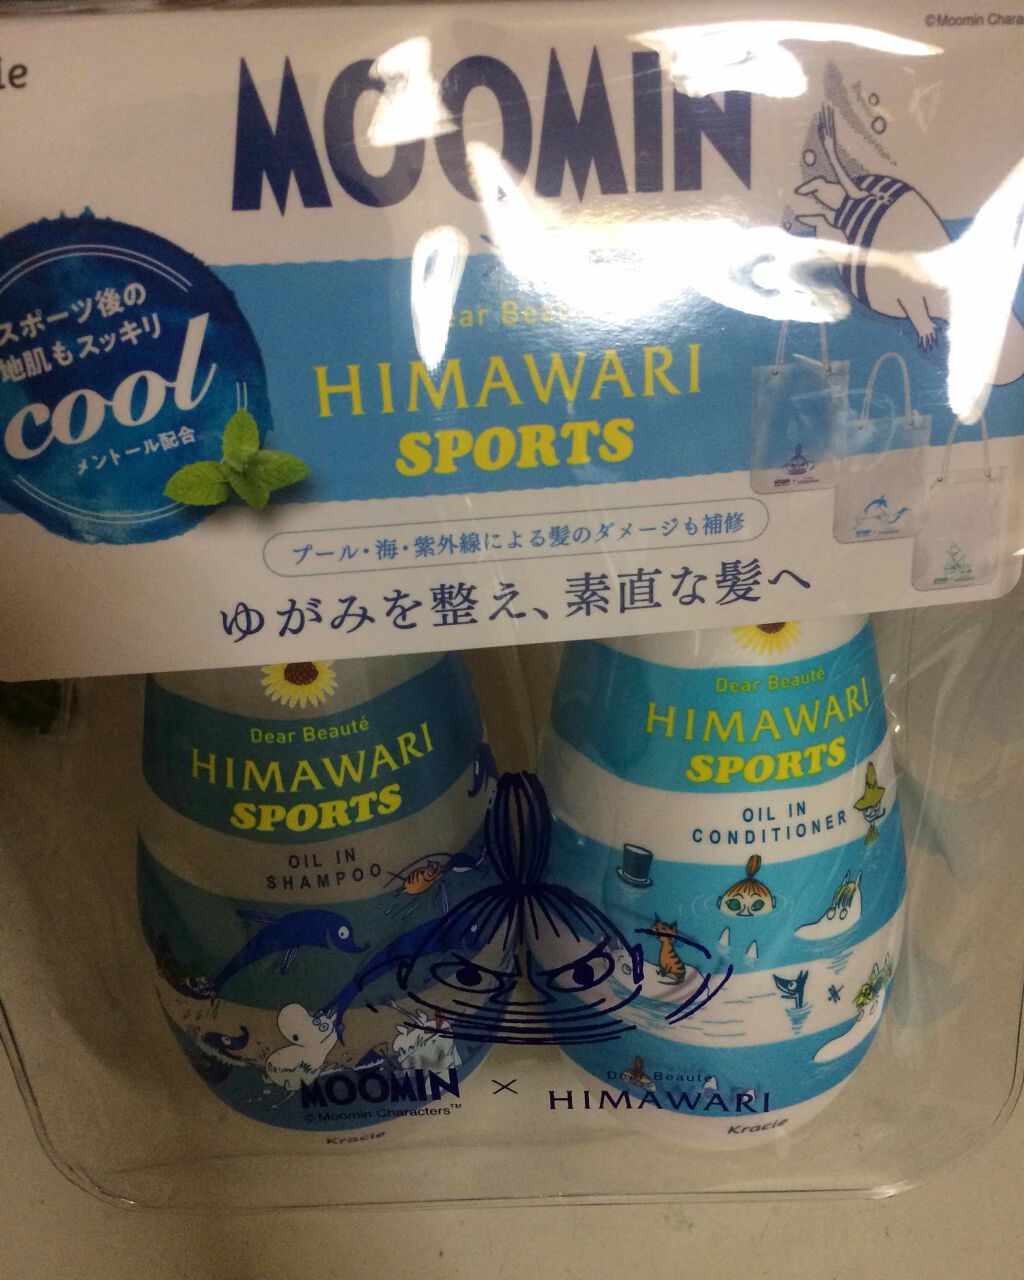 ©Moomin Chara
ie
MOOMIN
スポーツ後の
地肌もスッキリ
cool
メントール配合
HIMAWARI
SPORTS
プール・海・紫外線による髪のダメージも補修
ゆがみを整え、素直な髪へ
Dear Beauté
HIMAWARI
SPORTS
OIL IN
SHAMPOO
Dear Beauté
HIMAWARI
SPORTS
OIL IN
CONDITIONER
MOOMIN
©Moomin Characters™
×
Dear Beauté
HIMAWARI
Kracie
Kracie